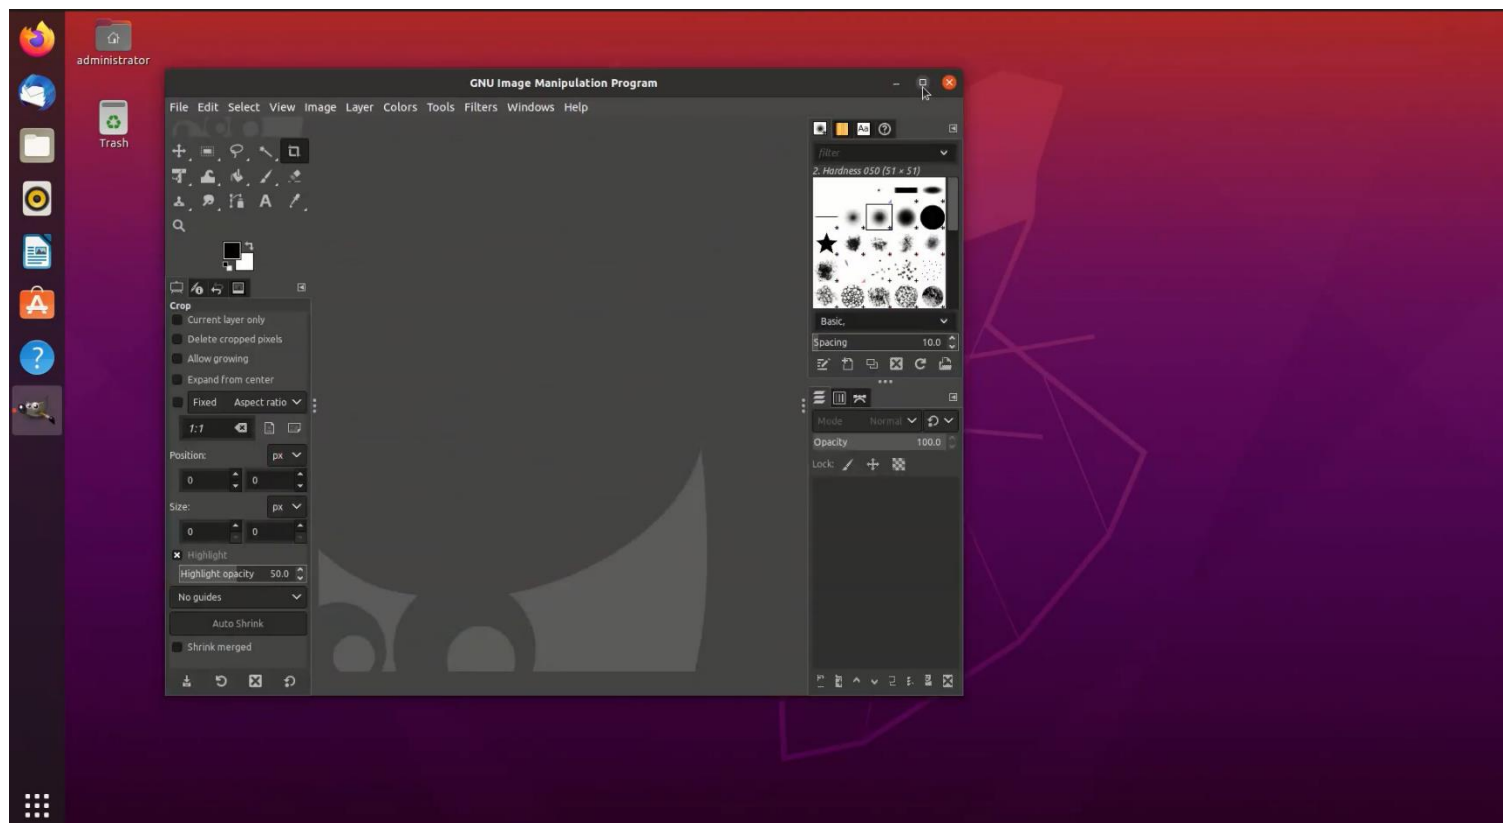 administrator
Trash
GNU Image Manipulation Program
File Edit Select View Image Layer Colors Tools Filters Windows Help
Aa
filter
2. Hardness 050 (51 × 51)
A
Crop
Current layer only
Delete cropped pixels
Allow growing
Expand from center
Fixed Aspect ratio
1:1
Position: px
0 0
Size: px
0 0
Highlight
Highlight opacity 50.0
No guides
Auto Shrink
Shrink merged
Basic,
Spacing 10.0
Mode Normal
Opacity 100.0
Lock: